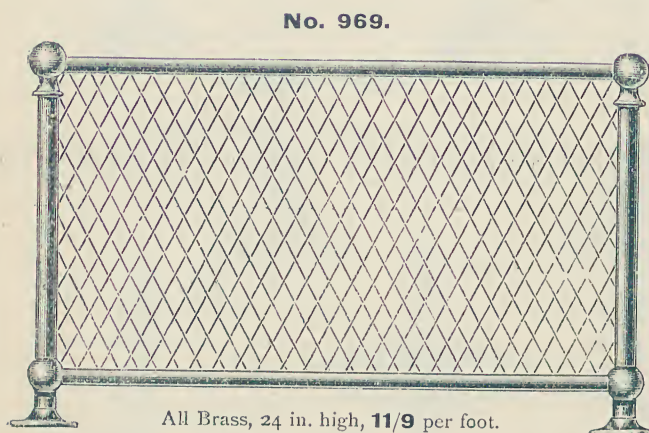 No. 969.
All Brass, 24 in. high, 11/9 per foot.